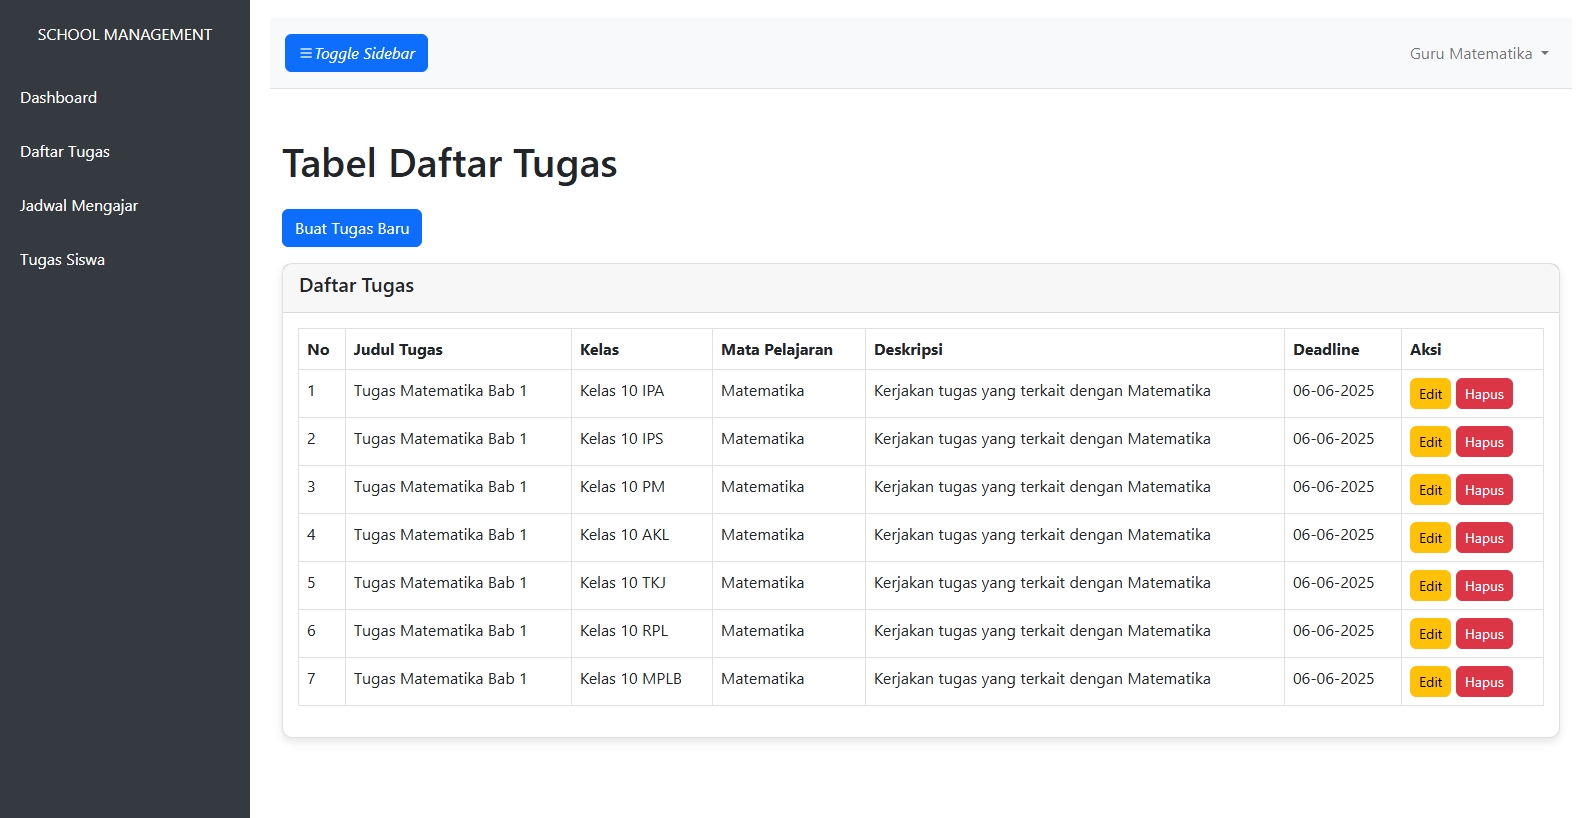 SCHOOL MANAGEMENT
Dashboard
Daftar Tugas
Jadwal Mengajar
Tugas Siswa
Toggle Sidebar
Guru Matematika
Tabel Daftar Tugas
Buat Tugas Baru
Daftar Tugas
No Judul Tugas Kelas Mata Pelajaran Deskripsi Deadline Aksi
1 Tugas Matematika Bab 1 Kelas 10 IPA Matematika Kerjakan tugas yang terkait dengan Matematika 06-06-2025 Edit Hapus
2 Tugas Matematika Bab 1 Kelas 10 IPS Matematika Kerjakan tugas yang terkait dengan Matematika 06-06-2025 Edit Hapus
3 Tugas Matematika Bab 1 Kelas 10 PM Matematika Kerjakan tugas yang terkait dengan Matematika 06-06-2025 Edit Hapus
4 Tugas Matematika Bab 1 Kelas 10 AKL Matematika Kerjakan tugas yang terkait dengan Matematika 06-06-2025 Edit Hapus
5 Tugas Matematika Bab 1 Kelas 10 TKJ Matematika Kerjakan tugas yang terkait dengan Matematika 06-06-2025 Edit Hapus
6 Tugas Matematika Bab 1 Kelas 10 RPL Matematika Kerjakan tugas yang terkait dengan Matematika 06-06-2025 Edit Hapus
7 Tugas Matematika Bab 1 Kelas 10 MPLB Matematika Kerjakan tugas yang terkait dengan Matematika 06-06-2025 Edit Hapus